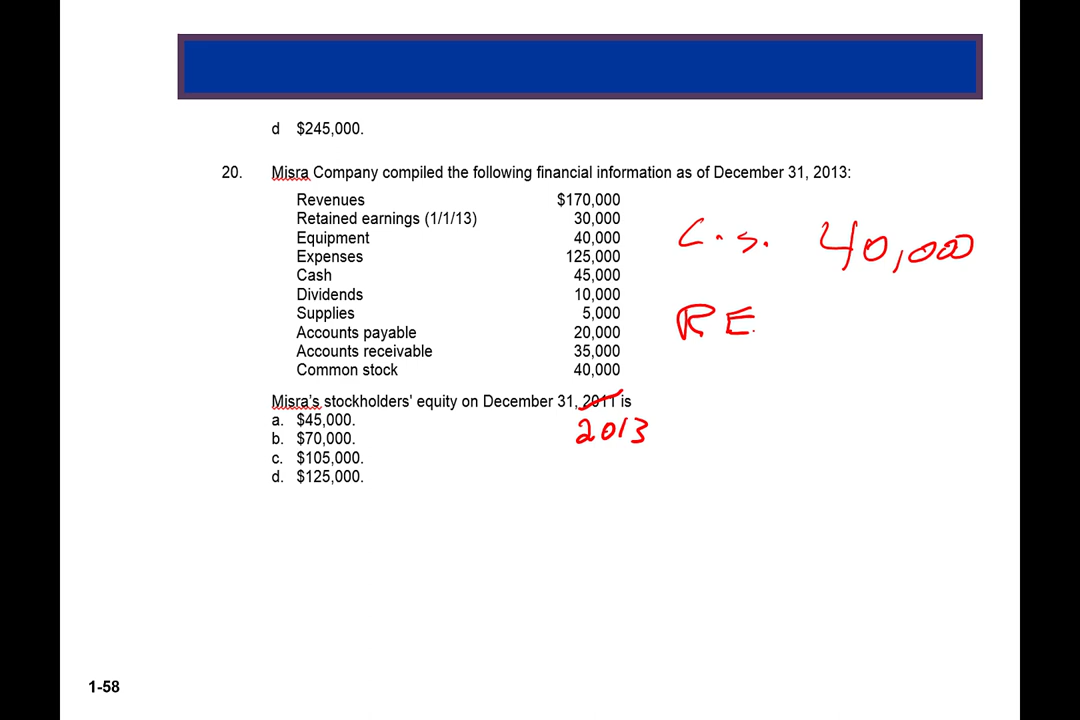 d $245,000.
20. Misra Company compiled the following financial information as of December 31, 2013:
Revenues $170,000
Retained earnings (1/1/13) 30,000
Equipment 40,000
Expenses 125,000
Cash 45,000
Dividends 10,000
Supplies 5,000
Accounts payable 20,000
Accounts receivable 35,000
Common stock 40,000
C.S. 40,000
RE
Misra's stockholders' equity on December 31, 2011 is
2013
a. $45,000.
b. $70,000.
c. $105,000.
d. $125,000.
1-58